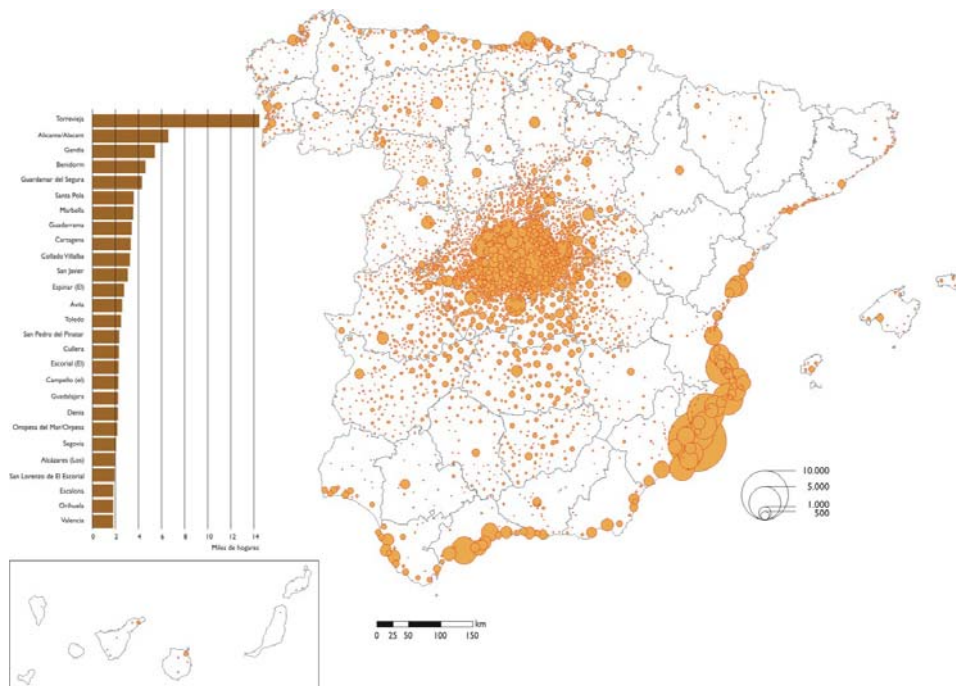 Torrevieja
Alicante/Alacant
Gandia
Benidorm
Guardamar del Segura
Santa Pola
Marbella
Guadarrama
Cartagena
Collado Villalba
San Javier
Espinar (El)
Avila
Toledo
San Pedro del Pinatar
Cullera
Escorial (El)
Campello (el)
Guadalajara
Denia
Oropesa del Mar/Orpesa
Segovia
Alcázares (Los)
San Lorenzo de El Escorial
Escalona
Orihuela
Valencia
0 2 4 6 8 10 12 14
Miles de hogares
10.000
5.000
1.000
500
km
0 25 50 100 150